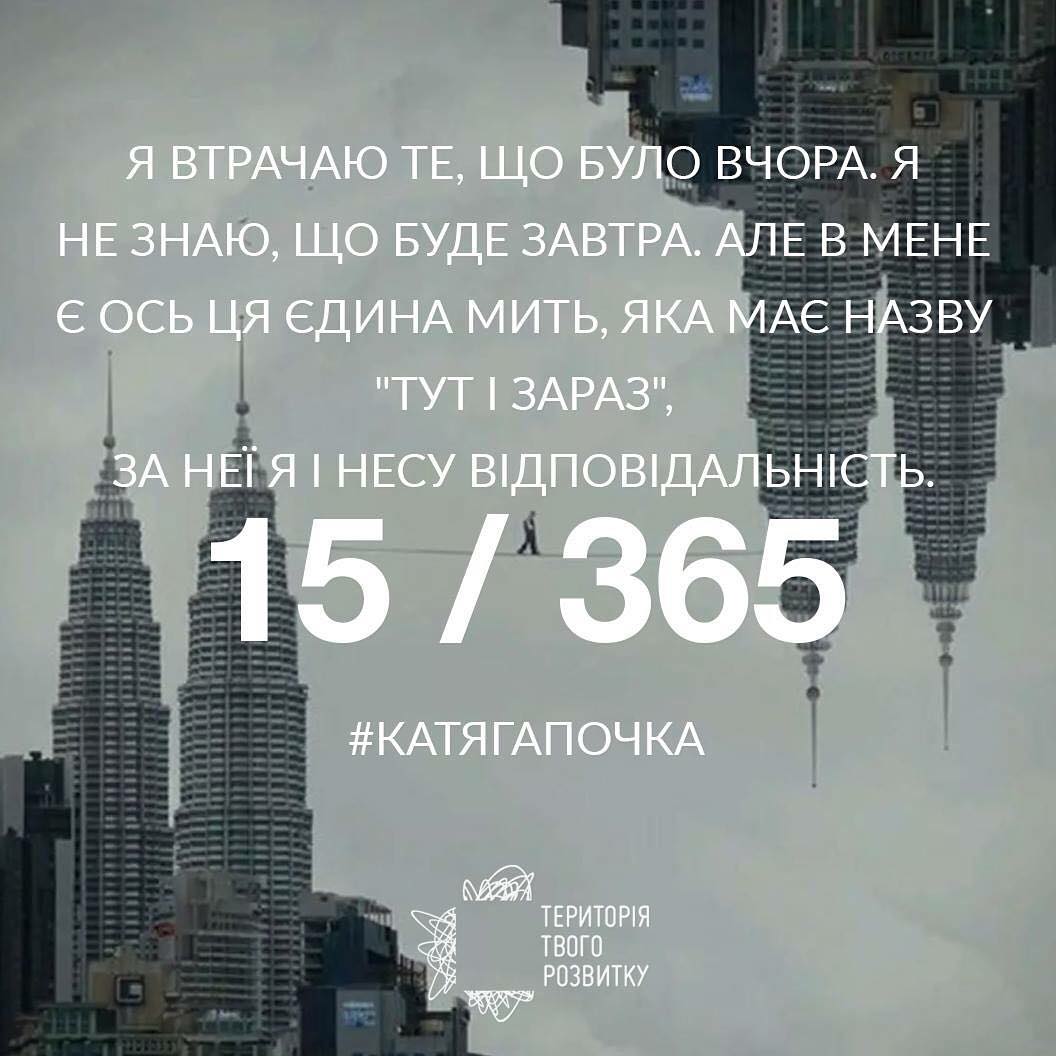 Я ВТРАЧАЮ ТЕ, ЩО БУЛО ВЧОРА. Я
НЕ ЗНАЮ, ЩО БУДЕ ЗАВТРА. АЛЕ В МЕНЕ
Є ОСЬ ЦЯ ЄДИНА МИТЬ, ЯКА МАЄ НАЗВУ
"ТУТ І ЗАРАЗ",
ЗА НЕЇ Я І НЕСУ ВІДПОВІДАЛЬНІСТЬ.
15 / 365
#КАТЯГАПОЧКА
ТЕРИТОРІЯ
ТВОГО
РОЗВИТКУ